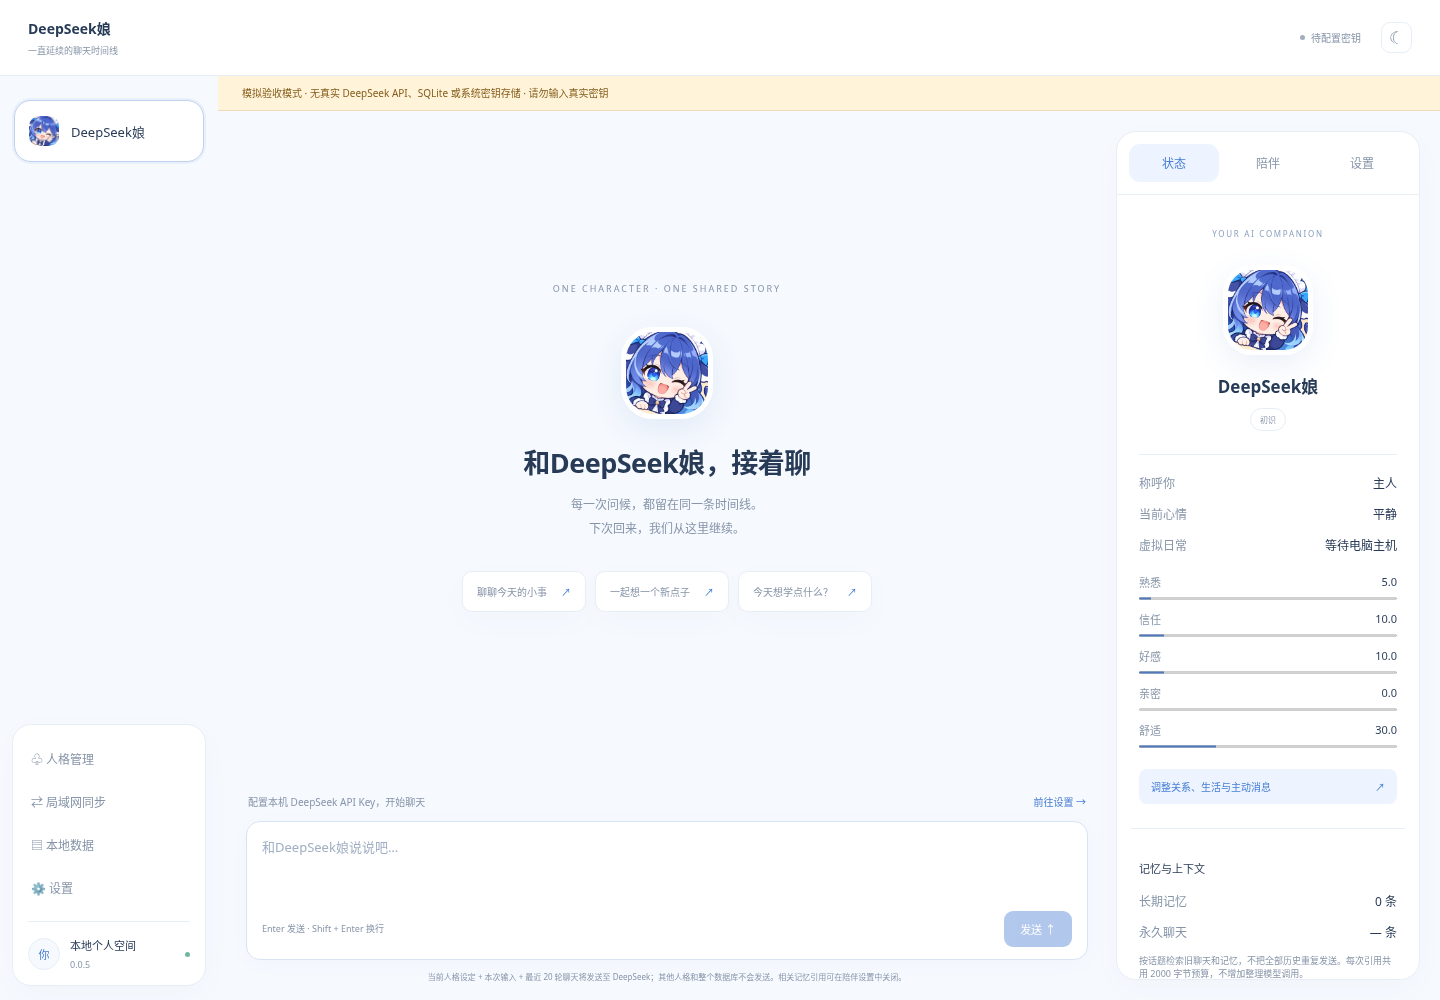 DeepSeek娘
一直延续的聊天时间线
待配置密钥
模拟验收模式 · 无真实 DeepSeek API、SQLite 或系统密钥存储 · 请勿输入真实密钥
DeepSeek娘
人格管理
局域网同步
本地数据
设置
你
本地个人空间
0.0.5
ONE CHARACTER · ONE SHARED STORY
和DeepSeek娘，接着聊
每一次问候，都留在同一条时间线。
下次回来，我们从这里继续。
聊聊今天的小事 ↗
一起想一个新点子 ↗
今天想学点什么？ ↗
配置本机 DeepSeek API Key，开始聊天
前往设置 →
和DeepSeek娘说说吧...
Enter 发送 · Shift + Enter 换行
发送 ↑
当前人格设定 + 本次输入 + 最近 20 轮聊天将发送至 DeepSeek；其他人格和整个数据库不会发送。相关记忆引用可在陪伴设置中关闭。
状态
陪伴
设置
YOUR AI COMPANION
DeepSeek娘
初识
称呼你 主人
当前心情 平静
虚拟日常 等待电脑主机
熟悉 5.0
信任 10.0
好感 10.0
亲密 0.0
舒适 30.0
调整关系、生活与主动消息 ↗
记忆与上下文
长期记忆 0 条
永久聊天 — 条
按话题检索旧聊天和记忆，不把全部历史重复发送。每次引用共
用 2000 字节预算，不增加整理模型调用。